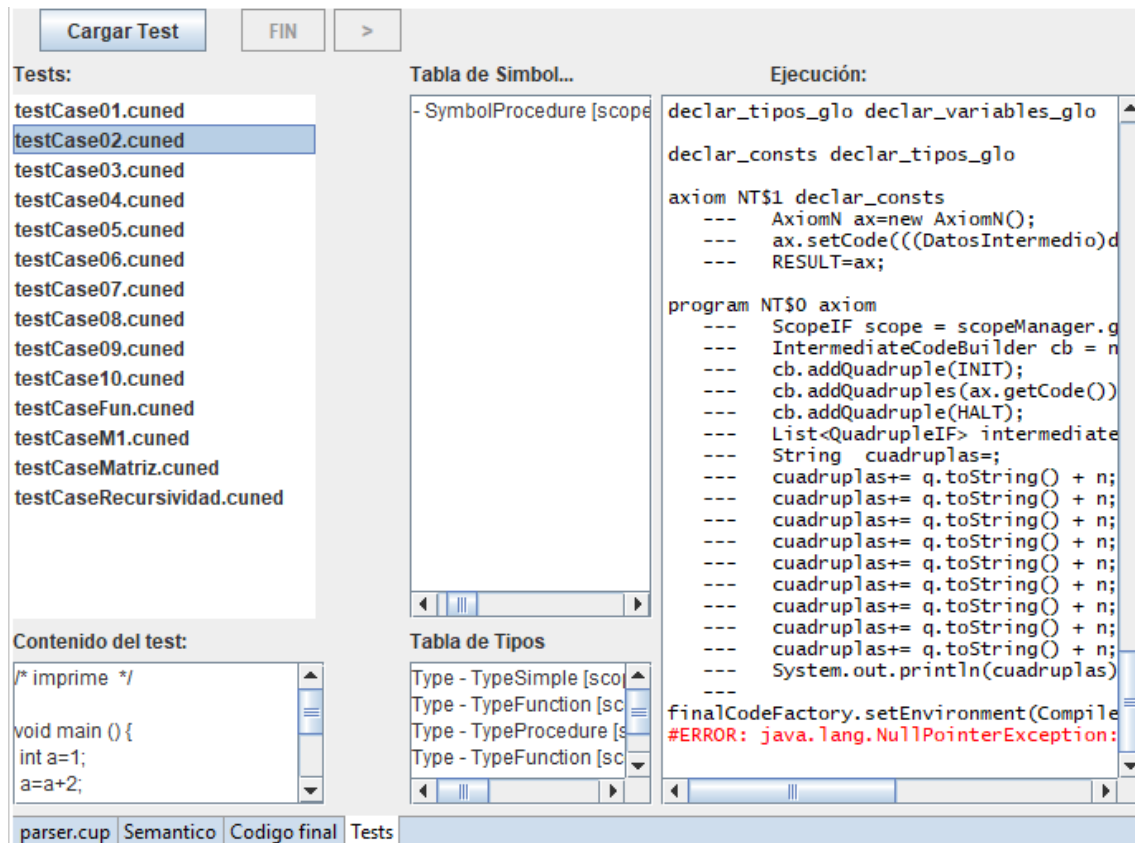 Cargar Test
FIN
>
Tests:
testCase01.cuned
testCase02.cuned
testCase03.cuned
testCase04.cuned
testCase05.cuned
testCase06.cuned
testCase07.cuned
testCase08.cuned
testCase09.cuned
testCase10.cuned
testCaseFun.cuned
testCaseM1.cuned
testCaseMatriz.cuned
testCaseRecursividad.cuned
Contenido del test:
/* imprime */
void main () {
int a=1;
a=a+2;
Tabla de Simbol...
- SymbolProcedure [scope
Tabla de Tipos
Type - TypeSimple [scop
Type - TypeFunction [sc
Type - TypeProcedure [s
Type - TypeFunction [sc
Ejecución:
declar_tipos_glo declar_variables_glo
declar_consts declar_tipos_glo
axiom NT$1 declar_consts
--- AxiomN ax=new AxiomN();
--- ax.setCode(((DatosIntermedio)d
--- RESULT=ax;
program NT$0 axiom
--- ScopeIF scope = scopeManager.g
--- IntermediateCodeBuilder cb = n
--- cb.addQuadruple(INIT);
--- cb.addQuadruples(ax.getCode())
--- cb.addQuadruple(HALT);
--- List<QuadrupleIF> intermediate
--- String cuadruplas=;
--- cuadruplas+= q.toString() + n;
--- cuadruplas+= q.toString() + n;
--- cuadruplas+= q.toString() + n;
--- cuadruplas+= q.toString() + n;
--- cuadruplas+= q.toString() + n;
--- cuadruplas+= q.toString() + n;
--- cuadruplas+= q.toString() + n;
--- cuadruplas+= q.toString() + n;
--- cuadruplas+= q.toString() + n;
--- System.out.println(cuadruplas)
---
finalCodeFactory.setEnvironment(Compile
#ERROR: java.lang.NullPointerException:
parser.cup Semantico Codigo final Tests